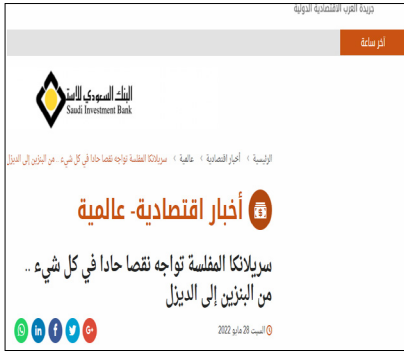 جريدة العرب الاقتصادية الدولية
آخر ساعة
البنك السعودي للاستثمار
Saudi Investment Bank
الرئيسية > أخبار اقتصادية > عالمية > سريلانكا المفلسة تواجه نقصا حادا في كل شيء .. من البنزين إلى الديزل
أخبار اقتصادية- عالمية
سريلانكا المفلسة تواجه نقصا حادا في كل شيء ..
من البنزين إلى الديزل
السبت 28 مايو 2022